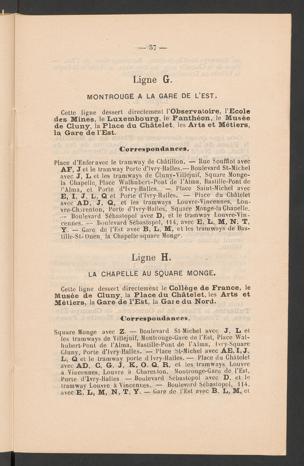 — 57 —
Ligne G.
MONTROUGE A LA GARE DE L'EST.
Cette ligne dessert directement l'Observatoire, l'Ecole
des Mines, le Luxembourg, le Panthéon, le Musée
de Cluny, la Place du Châtelet, les Arts et Métiers,
la Gare de l'Est.
Correspondances.
Place d'Enfer avec le tramway de Châtillon. — Rue Soufflot avec
AF, J et le tramway Porte d'Ivry-Halles. — Boulevard St-Michel
avec J, L et les tramways de Cluny-Villejuif, Square Monge-
la Chapelle, Place Walhubert-Pont de l'Alma, Bastille-Pont de
l'Alma, et Porte d'Ivry-Halles. — Place Saint-Michel avec
E, I, J, L, Q et Porte d'Ivry-Halles. — Place du Châtelet
avec AD, J, Q, et les tramways Louvre-Vincennes, Lou-
vre-Charenton, Porte d'Ivry-Halles, Square Monge-la Chapelle,
— Boulevard Sébastopol avec D, et le tramway Louvre-Vin-
cennes. — Boulevard Sébastopol, 114, avec E, L, M, N, T,
Y. — Gare de l'Est avec B, L, M, et les tramways de Bas-
tille-St-Ouen, la Chapelle square Monge.
Ligne H.
LA CHAPELLE AU SQUARE MONGE.
Cette ligne dessert directement le Collège de France, le
Musée de Cluny, la Place du Châtelet, les Arts et
Métiers, la Gare de l'Est, la Gare du Nord.
Correspondances.
Square Monge avec Z. — Boulevard St-Michel avec J, L et
les tramways de Villejuif, Montrouge-Gare de l'Est, Place Wal-
hubert-Pont de l'Alma, Bastille-Pont de l'Alma, Ivry-Square
Cluny, Porte d'Ivry-Halles. — Place St-Michel avec AE, I, J,
L, Q et le tramway porte d'Ivry-Halles. — Place du Châtelet
avec AD, C, G, J, K, O, Q, R, et les tramways, Louvre
à Vincennes, Louvre à Charenton, Montrouge-Gare de l'Est,
Porte d'Ivry-Halles — Boulevard Sébastopol avec D, et le
tramway Louvre à Vincennes. — Boulevard Sébastopol, 114,
avec E, L, M, N, T, Y. — Gare de l'Est avec B, L, M, et